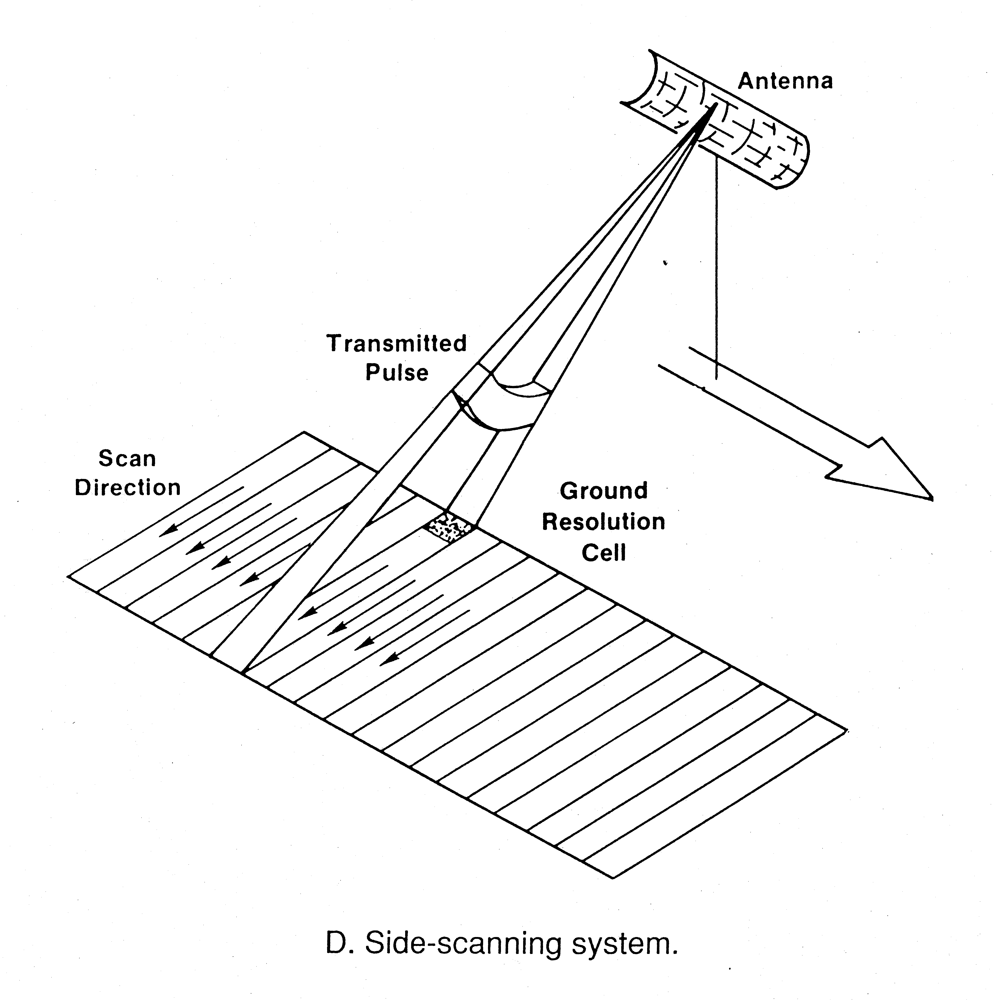 Antenna
Transmitted
Pulse
Scan
Direction
Ground
Resolution
Cell
D. Side-scanning system.